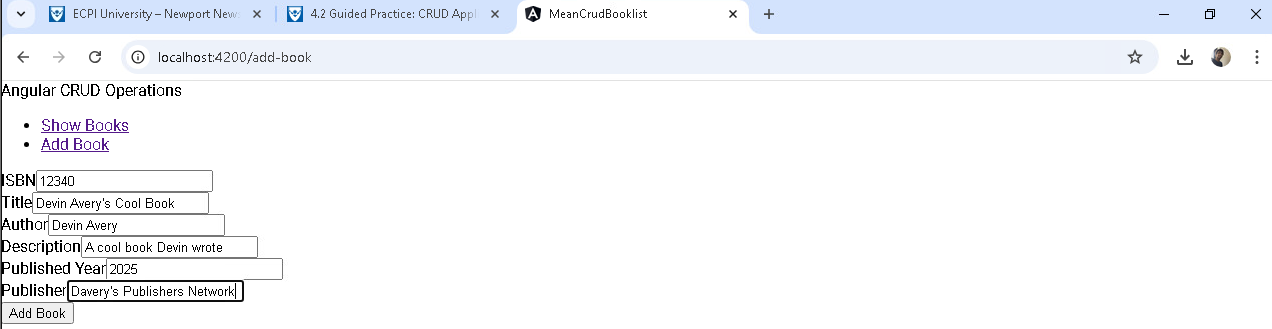 ECPI University – Newport News
4.2 Guided Practice: CRUD Appl
MeanCrudBooklist
localhost:4200/add-book
Angular CRUD Operations
Show Books
Add Book
ISBN 12340
Title Devin Avery's Cool Book
Author Devin Avery
Description A cool book Devin wrote
Published Year 2025
Publisher Davery's Publishers Network
Add Book